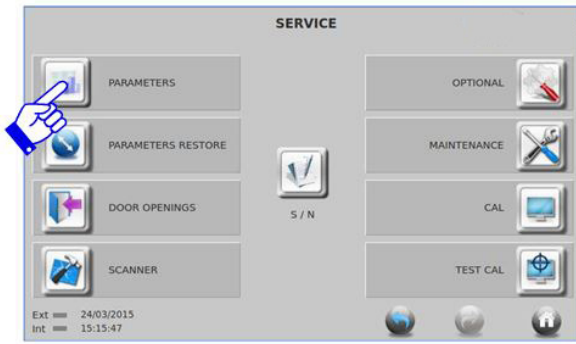 SERVICE
PARAMETERS
PARAMETERS RESTORE
DOOR OPENINGS
SCANNER
S / N
OPTIONAL
MAINTENANCE
CAL
TEST CAL
Ext 24/03/2015
Int 15:15:47